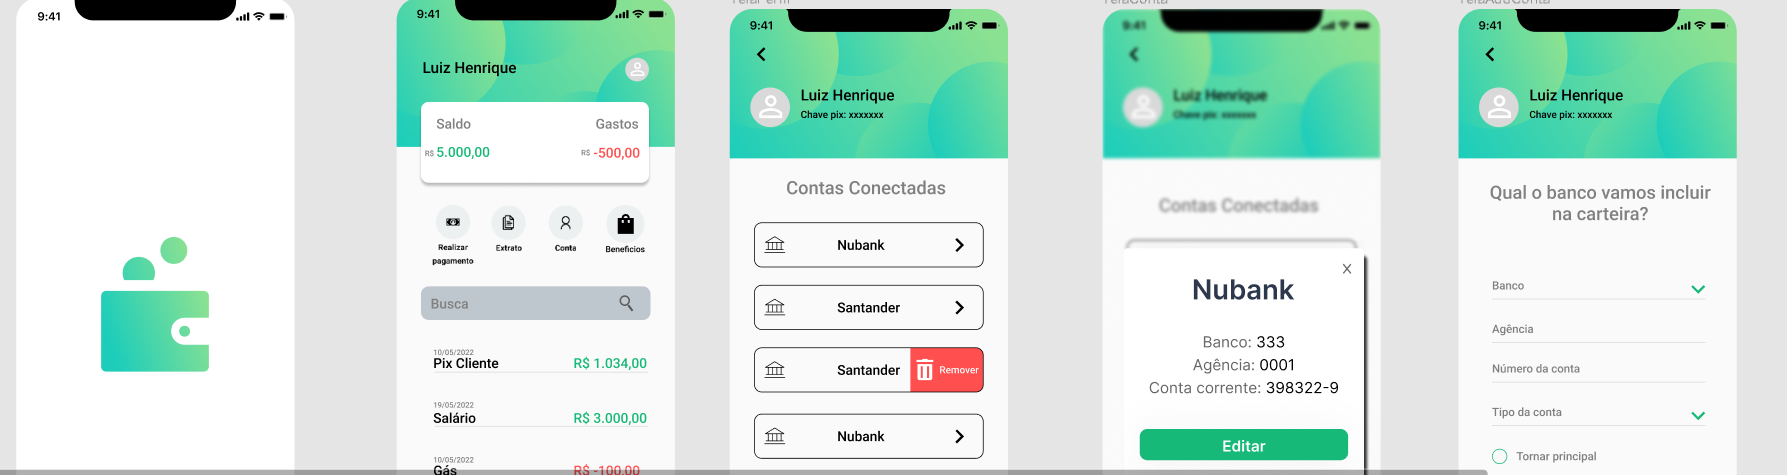 9:41
9:41
Luiz Henrique
Saldo
Gastos
R$ 5.000,00
R$ -500,00
Realizar
pagamento
Extrato
Conta
Beneficios
Busca
10/05/2022
Pix Cliente
R$ 1.034,00
19/05/2022
Salário
R$ 3.000,00
10/05/2022
Gás
R$ -100,00
9:41
Luiz Henrique
Chave pix: xxxxxxx
Contas Conectadas
Nubank
Santander
Santander
Remover
Nubank
TelaConta
9:41
Luiz Henrique
Chave pix: xxxxxxx
Contas Conectadas
X
Nubank
Banco: 333
Agência: 0001
Conta corrente: 398322-9
Editar
TelaAddConta
9:41
Luiz Henrique
Chave pix: xxxxxxx
Qual o banco vamos incluir
na carteira?
Banco
Agência
Número da conta
Tipo da conta
Tornar principal